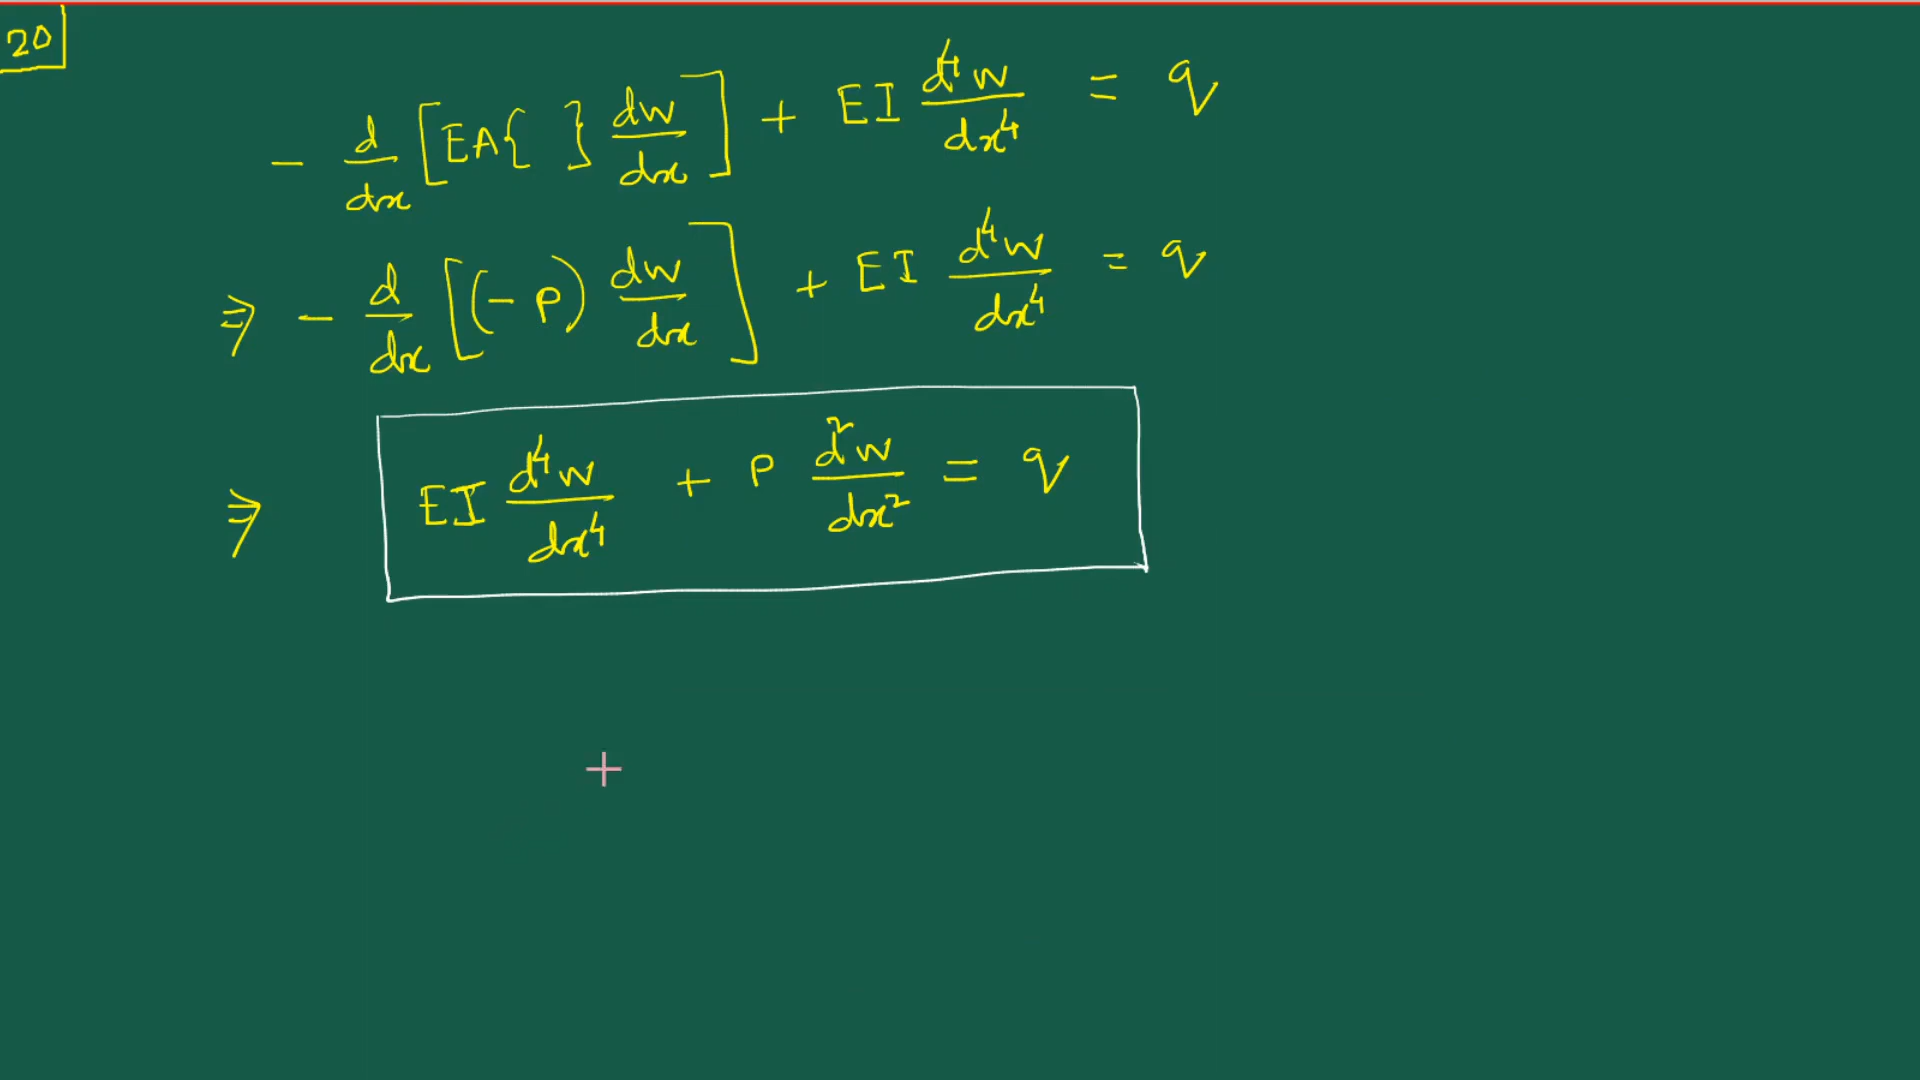 20
- d/dx [EA{ } dw/dx] + EI d⁴w/dx⁴ = q
⇒ - d/dx [(-P) dw/dx] + EI d⁴w/dx⁴ = q
⇒ EI d⁴w/dx⁴ + P d²w/dx² = q